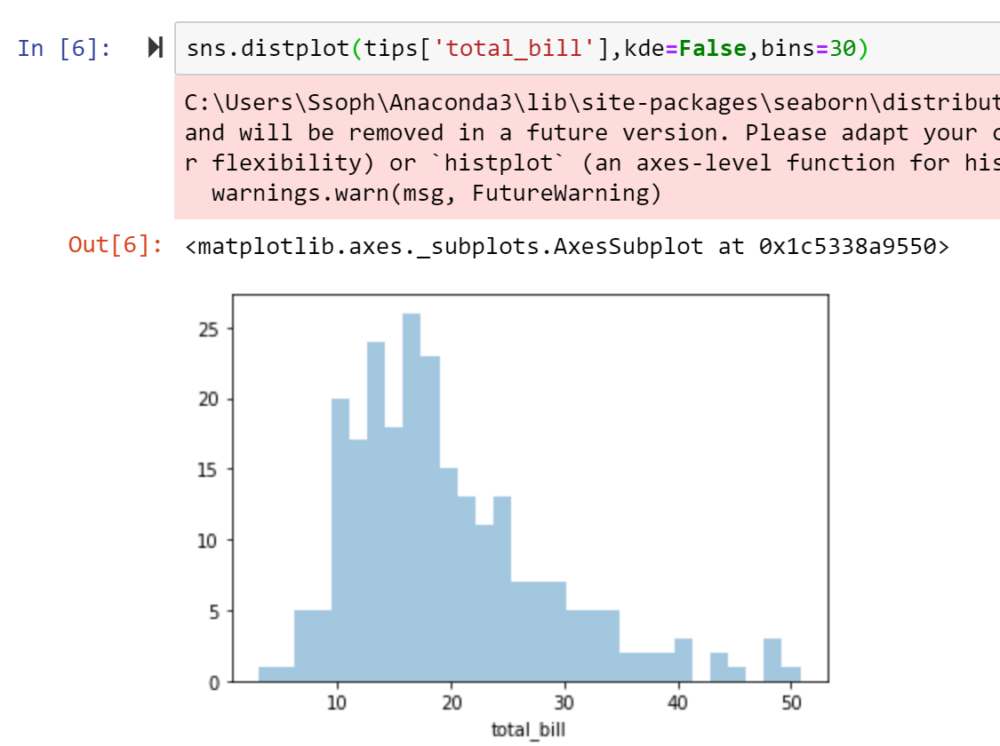 In [6]:
sns.distplot(tips['total_bill'],kde=False,bins=30)
C:\Users\Ssoph\Anaconda3\lib\site-packages\seaborn\distribut
and will be removed in a future version. Please adapt your c
r flexibility) or `histplot` (an axes-level function for his
warnings.warn(msg, FutureWarning)
Out[6]:
<matplotlib.axes._subplots.AxesSubplot at 0x1c5338a9550>
25
20
15
10
5
0
10 20 30 40 50
total_bill